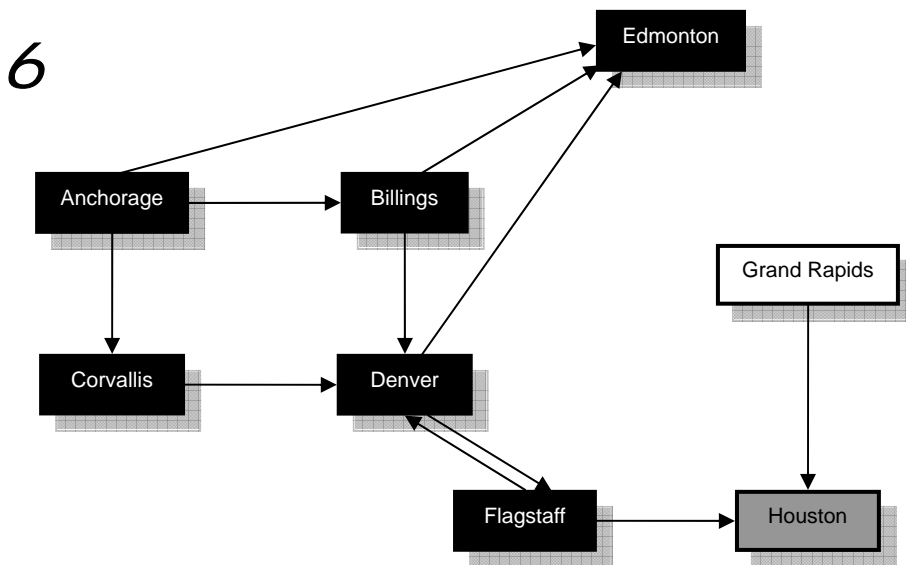 6
Edmonton
Anchorage
Billings
Grand Rapids
Corvallis
Denver
Flagstaff
Houston